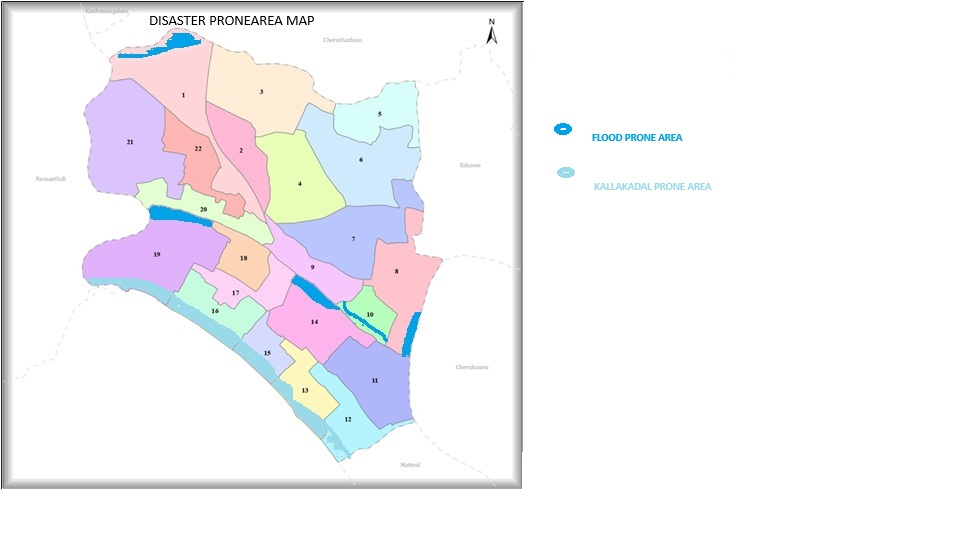 Kunhimangalam
DISASTER PRONEAREA MAP
N
Cheruthazham
3
1
5
22
2
6
21
Ezhome
Ramanthali
4
20
7
19
18
9
8
17
16
10
14
15
Cherukunnu
11
13
12
Mattool
FLOOD PRONE AREA
KALLAKADAL PRONE AREA